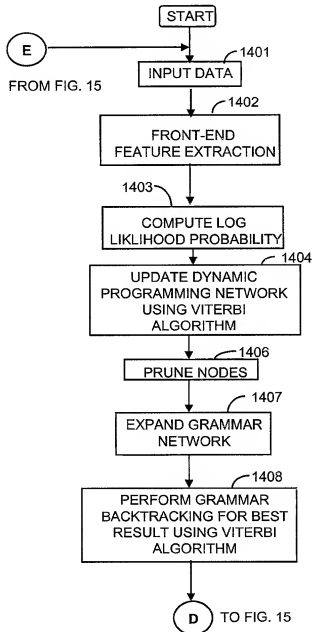 START
E
FROM FIG. 15
1401
INPUT DATA
1402
FRONT-END
FEATURE EXTRACTION
1403
COMPUTE LOG
LIKLIHOOD PROBABILITY
1404
UPDATE DYNAMIC
PROGRAMMING NETWORK
USING VITERBI
ALGORITHM
1406
PRUNE NODES
1407
EXPAND GRAMMAR
NETWORK
1408
PERFORM GRAMMAR
BACKTRACKING FOR BEST
RESULT USING VITERBI
ALGORITHM
D TO FIG. 15